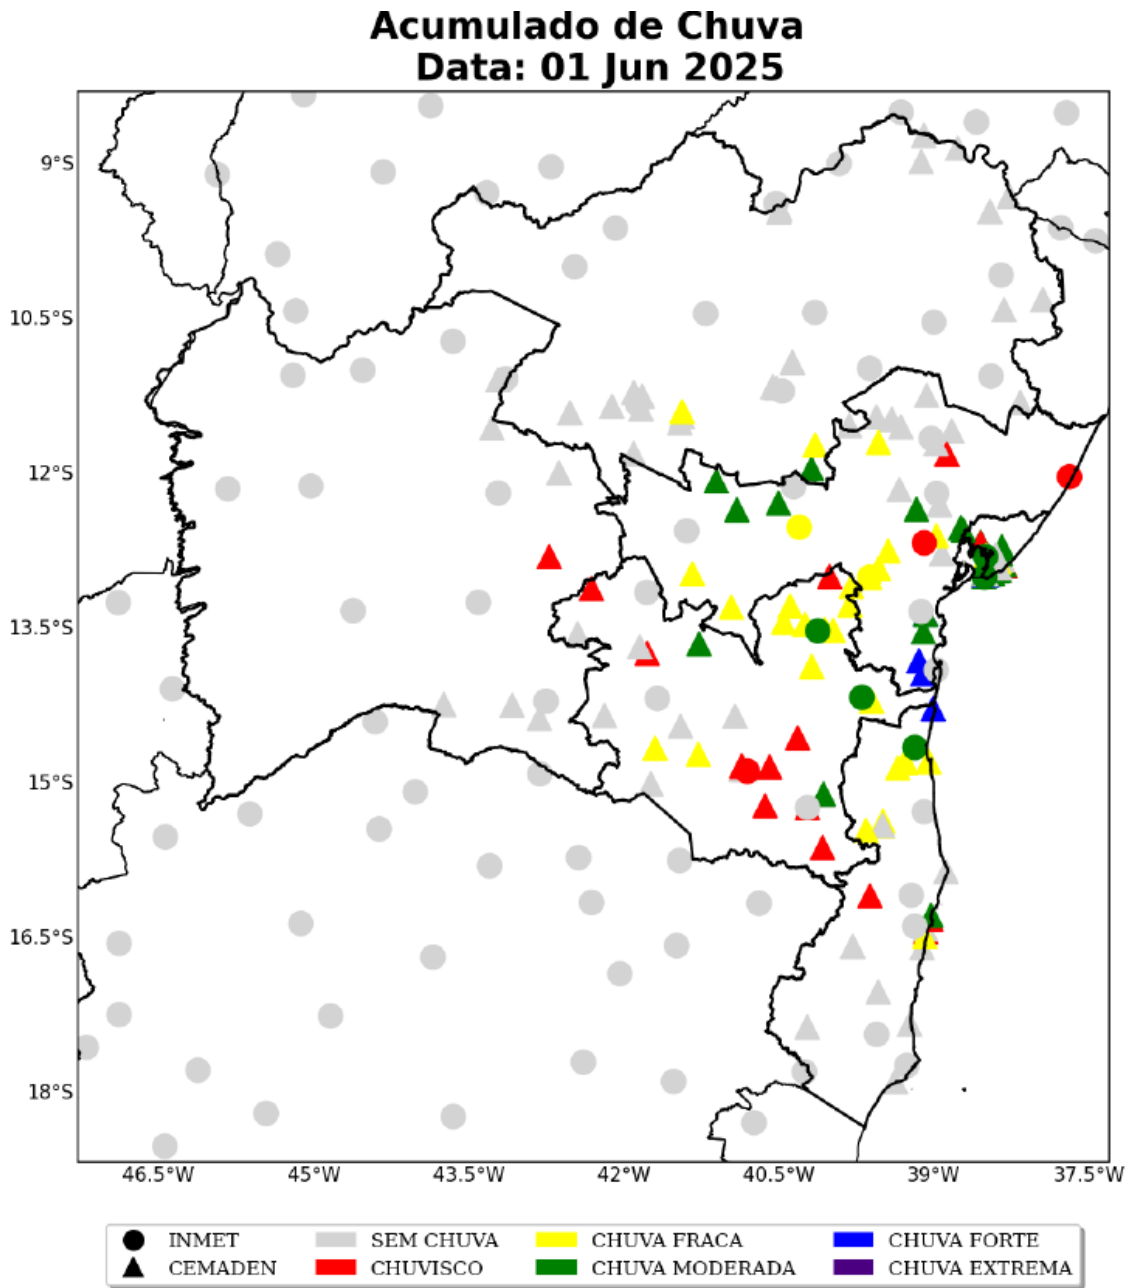 Acumulado de Chuva
Data: 01 Jun 2025
9°S
10.5°S
12°S
13.5°S
15°S
16.5°S
18°S
46.5°W 45°W 43.5°W 42°W 40.5°W 39°W 37.5°W
INMET SEM CHUVA CHUVA FRACA CHUVA FORTE
CEMADEN CHUVISCO CHUVA MODERADA CHUVA EXTREMA